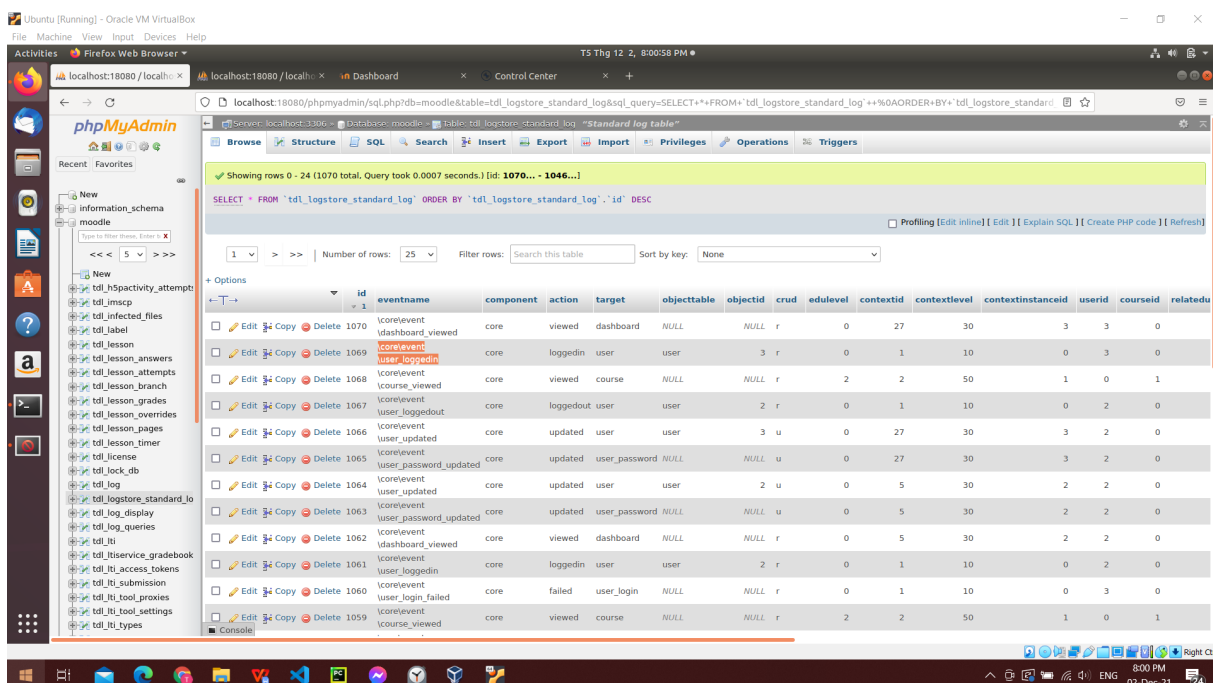 Ubuntu [Running] - Oracle VM VirtualBox
File Machine View Input Devices Help
Activities Firefox Web Browser T5 Thg 12 2, 8:00:58 PM
localhost:18080 / localho × localhost:18080 / localho × Dashboard × Control Center × +
localhost:18080/phpmyadmin/sql.php?db=moodle&table=tdl_logstore_standard_log&sql_query=SELECT+*+FROM+`tdl_logstore_standard_log`++%0AORDER+BY+`tdl_logstore_standard
phpMyAdmin
Recent Favorites
New
information_schema
moodle
Type to filter these, Enter to X
<< < 5 > >>
New
tdl_h5pactivity_attempts
tdl_imscp
tdl_infected_files
tdl_label
tdl_lesson
tdl_lesson_answers
tdl_lesson_attempts
tdl_lesson_branch
tdl_lesson_grades
tdl_lesson_overrides
tdl_lesson_pages
tdl_lesson_timer
tdl_license
tdl_lock_db
tdl_log
tdl_logstore_standard_lo
tdl_log_display
tdl_log_queries
tdl_lti
tdl_ltiservice_gradebook
tdl_lti_access_tokens
tdl_lti_submission
tdl_lti_tool_proxies
tdl_lti_tool_settings
tdl_lti_types
Server: localhost:3306 » Database: moodle » Table: tdl_logstore_standard_log "Standard log table"
Browse Structure SQL Search Insert Export Import Privileges Operations Triggers
Showing rows 0 - 24 (1070 total, Query took 0.0007 seconds.) [id: 1070... - 1046...]
SELECT * FROM `tdl_logstore_standard_log` ORDER BY `tdl_logstore_standard_log`.`id` DESC
Profiling [Edit inline] [ Edit ] [ Explain SQL ] [ Create PHP code ] [ Refresh]
1 > >> Number of rows: 25 Filter rows: Search this table Sort by key: None
+ Options
←T→ id 1 eventname component action target objecttable objectid crud edulevel contextid contextlevel contextinstanceid userid courseid relatedu
Edit Copy Delete 1070 \core\event\dashboard_viewed core viewed dashboard NULL NULL r 0 27 30 3 3 0
Edit Copy Delete 1069 \core\event\user_loggedin core loggedin user user 3 r 0 1 10 0 3 0
Edit Copy Delete 1068 \core\event\course_viewed core viewed course NULL NULL r 2 2 50 1 0 1
Edit Copy Delete 1067 \core\event\user_loggedout core loggedout user user 2 r 0 1 10 0 2 0
Edit Copy Delete 1066 \core\event\user_updated core updated user user 3 u 0 27 30 3 2 0
Edit Copy Delete 1065 \core\event\user_password_updated core updated user_password NULL NULL u 0 27 30 3 2 0
Edit Copy Delete 1064 \core\event\user_updated core updated user user 2 u 0 5 30 2 2 0
Edit Copy Delete 1063 \core\event\user_password_updated core updated user_password NULL NULL u 0 5 30 2 2 0
Edit Copy Delete 1062 \core\event\dashboard_viewed core viewed dashboard NULL NULL r 0 5 30 2 2 0
Edit Copy Delete 1061 \core\event\user_loggedin core loggedin user user 2 r 0 1 10 0 2 0
Edit Copy Delete 1060 \core\event\user_login_failed core failed user_login NULL NULL r 0 1 10 0 3 0
Edit Copy Delete 1059 \core\event\course_viewed core viewed course NULL NULL r 2 2 50 1 0 1
Console
Right Ct
ENG 8:00 PM
02-Dec-21